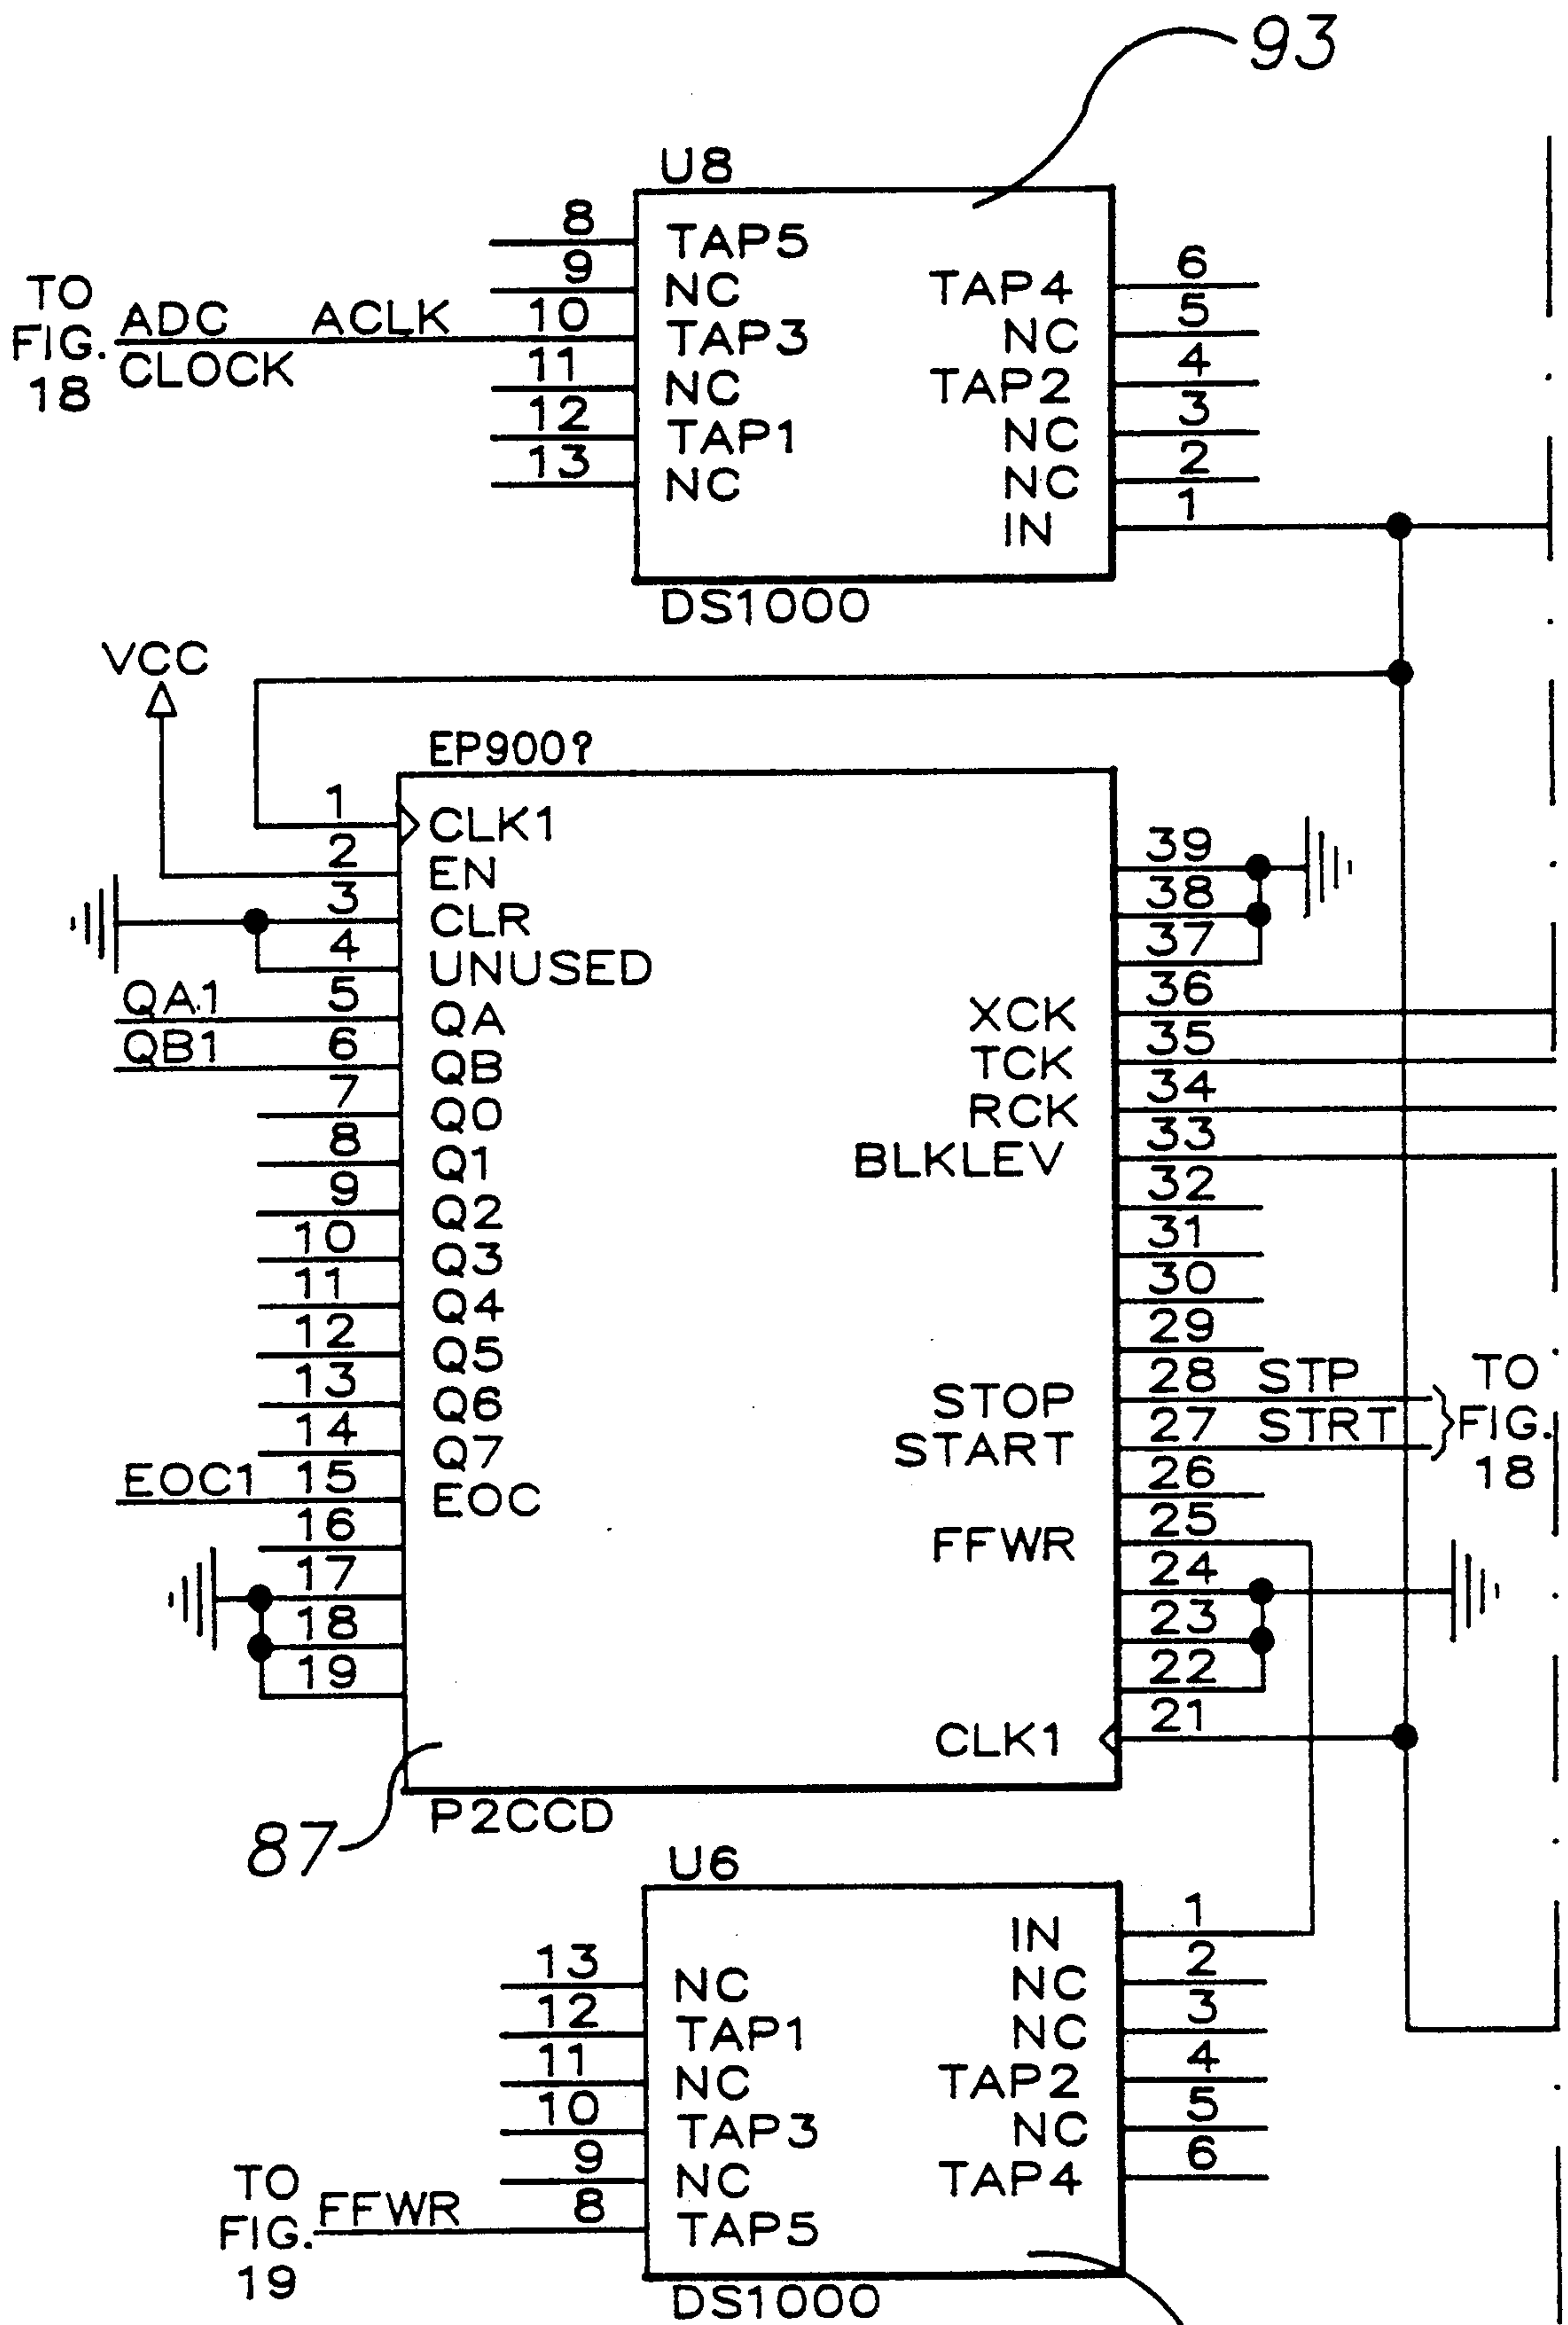 93
U8
8 TAP5
9 NC
TO FIG. 18
ADC CLOCK ACLK 10 TAP3
11 NC
12 TAP1
13 NC
TAP4 6
NC 5
TAP2 4
NC 3
NC 2
IN 1
DS1000
VCC
EP900?
1 CLK1
2 EN
3 CLR
4 UNUSED
QA1 5 QA
QB1 6 QB
7 Q0
8 Q1
9 Q2
10 Q3
11 Q4
12 Q5
13 Q6
14 Q7
EOC1 15 EOC
16
17
18
19
39
38
37
XCK 36
TCK 35
RCK 34
BLKLEV 33
32
31
30
29
STOP 28 STP
START 27 STRT
TO FIG. 18
26
FFWR 25
24
23
22
CLK1 21
P2CCD
87
U6
13 NC
12 TAP1
11 NC
10 TAP3
9 NC
TO FIG. 19
FFWR 8 TAP5
IN 1
NC 2
NC 3
TAP2 4
NC 5
TAP4 6
DS1000